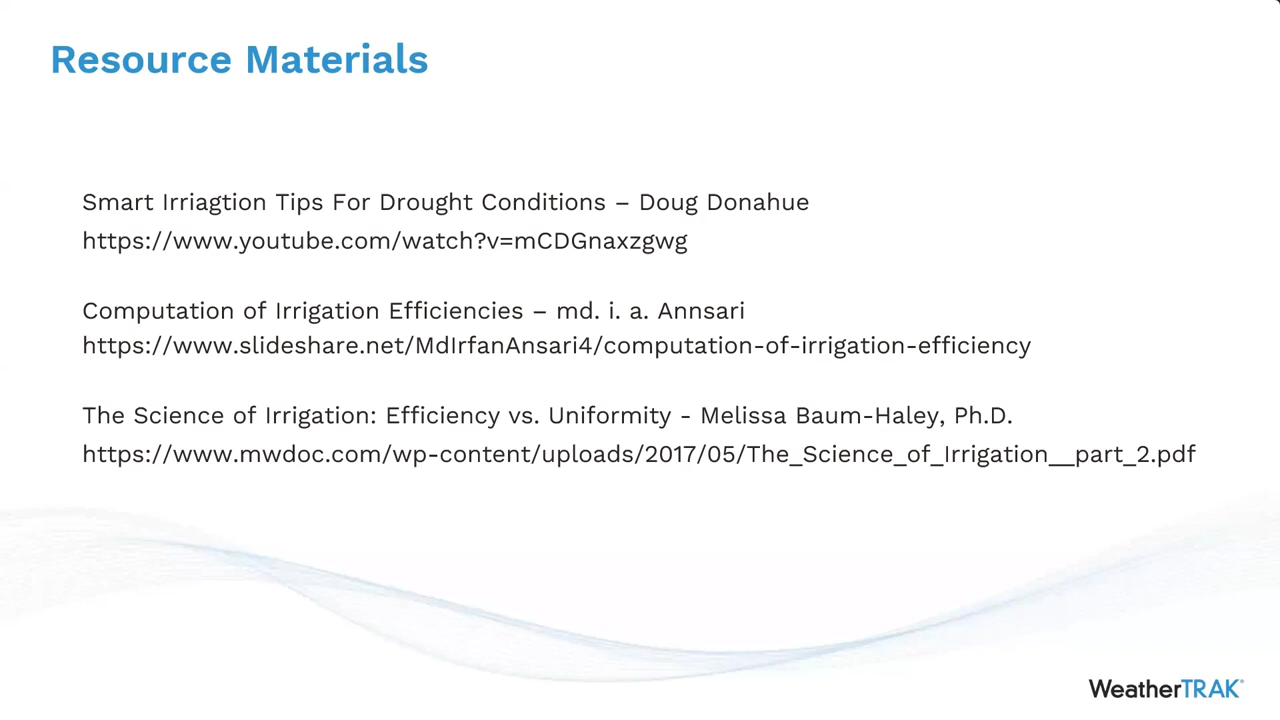 Resource Materials
Smart Irriagtion Tips For Drought Conditions – Doug Donahue
https://www.youtube.com/watch?v=mCDGnaxzgwg
Computation of Irrigation Efficiencies – md. i. a. Annsari
https://www.slideshare.net/MdIrfanAnsari4/computation-of-irrigation-efficiency
The Science of Irrigation: Efficiency vs. Uniformity - Melissa Baum-Haley, Ph.D.
https://www.mwdoc.com/wp-content/uploads/2017/05/The_Science_of_Irrigation__part_2.pdf
WeatherTRAK®